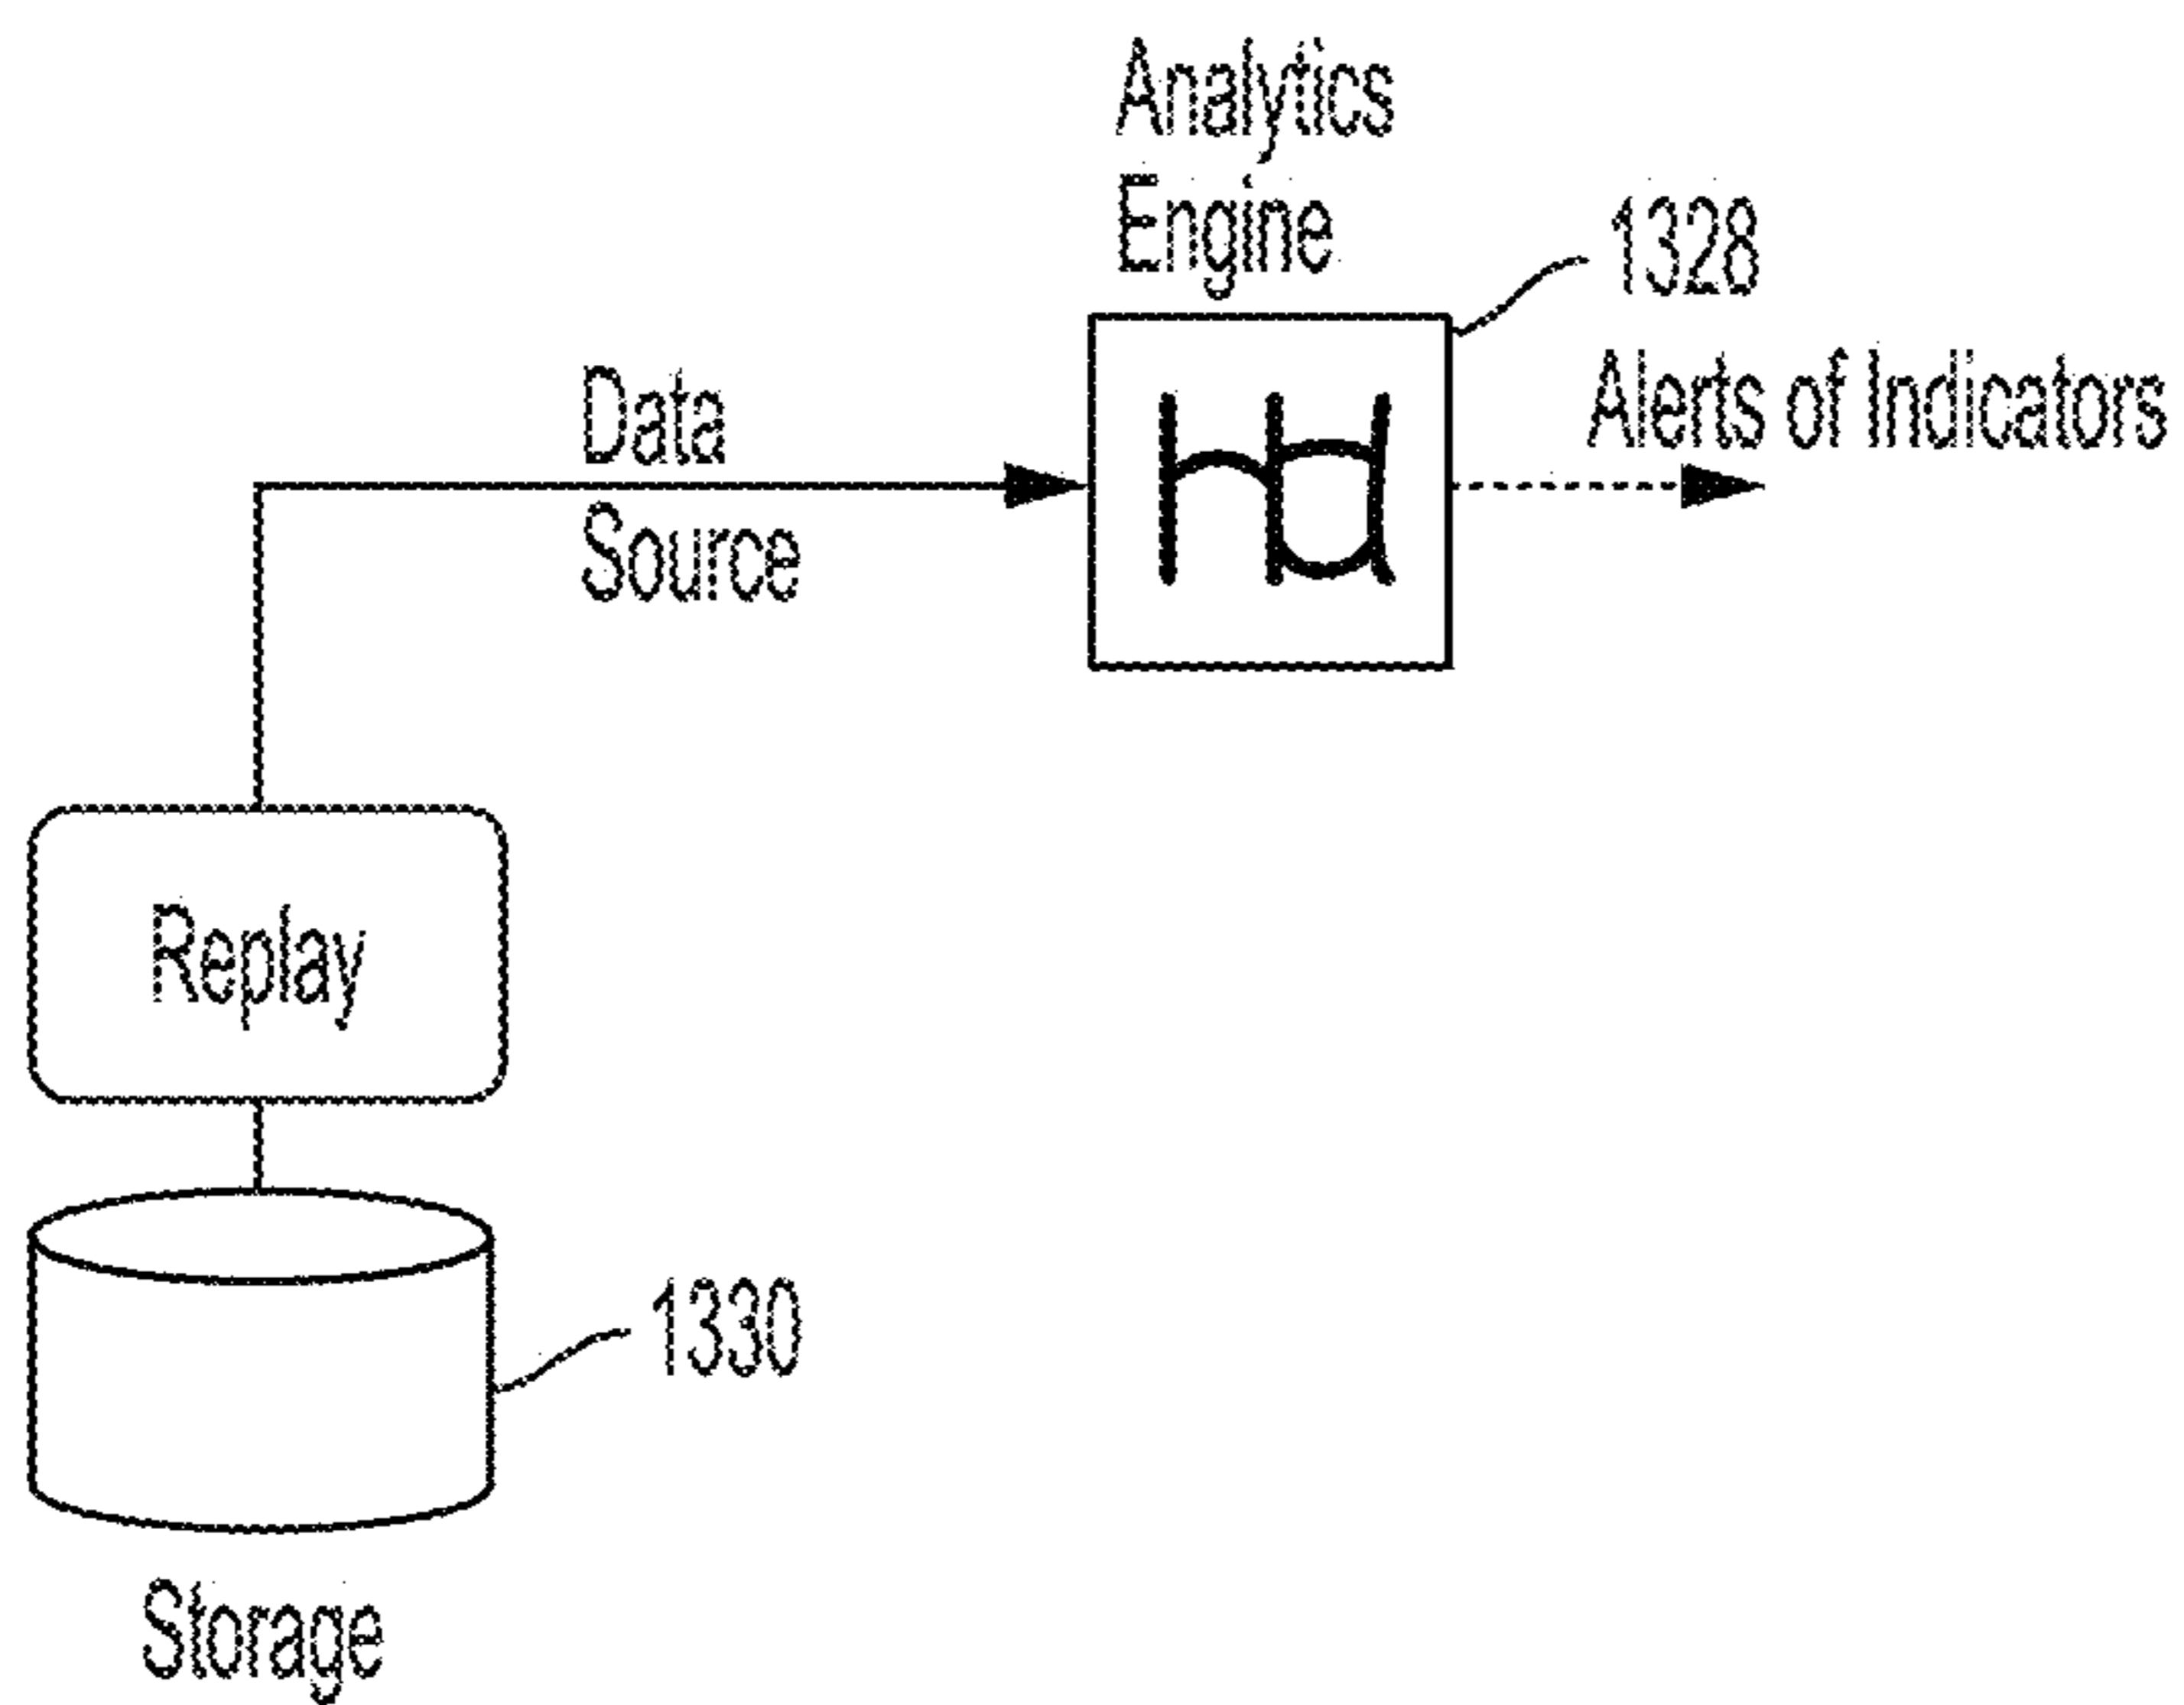 Analytics
Engine
1328
Data
Source
Alerts of Indicators
Replay
1330
Storage